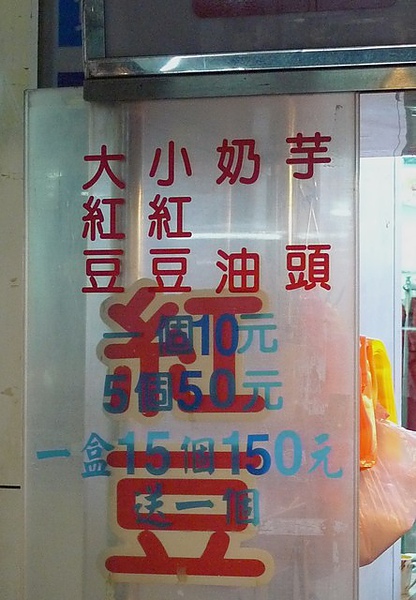 芋頭
奶油
小紅豆
大紅豆
紅豆
一個10元
5個50元
一盒15個150元
送一個